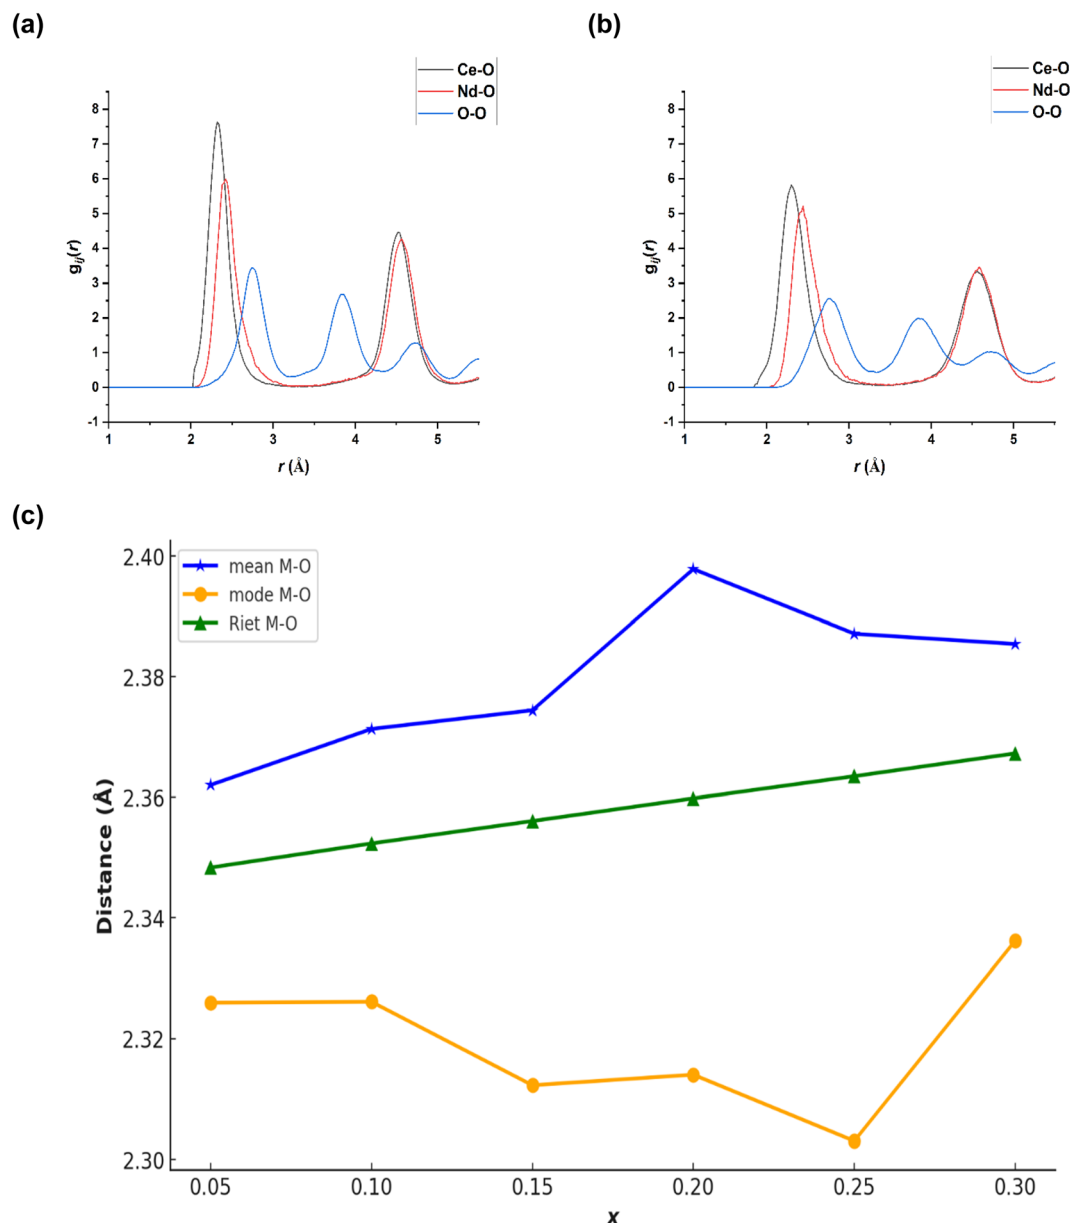 (a)
(b)
Ce-O
Nd-O
O-O
8
7
6
5
4
3
2
1
0
-1
g_ij(r)
1 2 3 4 5
r (Å)
Ce-O
Nd-O
O-O
8
7
6
5
4
3
2
1
0
-1
g_ij(r)
1 2 3 4 5
r (Å)
(c)
mean M-O
mode M-O
Riet M-O
2.40
2.38
2.36
2.34
2.32
2.30
Distance (Å)
0.05 0.10 0.15 0.20 0.25 0.30
x